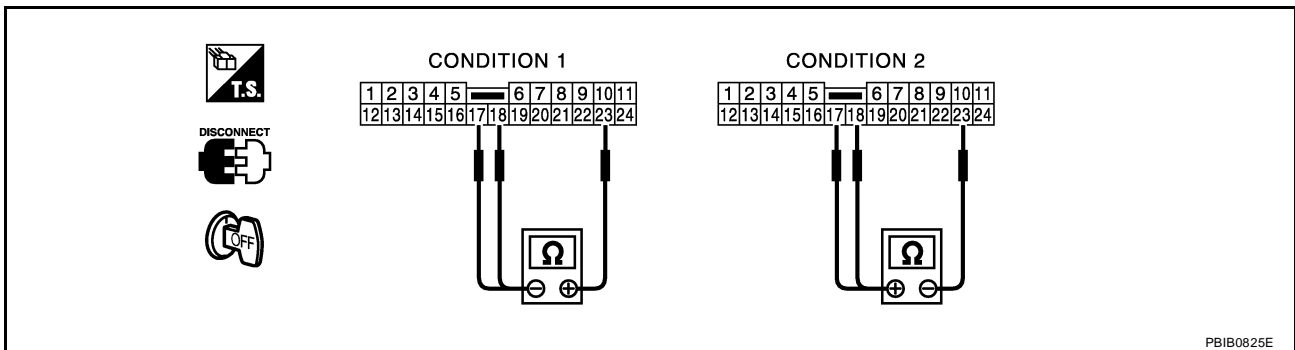 T.S.
DISCONNECT
OFF
CONDITION 1
1 2 3 4 5 6 7 8 9 10 11
12 13 14 15 16 17 18 19 20 21 22 23 24
Ω
− +
CONDITION 2
1 2 3 4 5 6 7 8 9 10 11
12 13 14 15 16 17 18 19 20 21 22 23 24
Ω
+ −
PBIB0825E